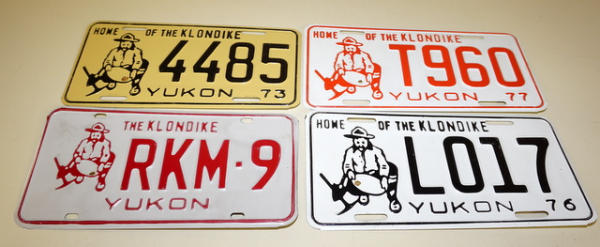 HOME OF THE KLONDIKE
4485
YUKON 73
HOME OF THE KLONDIKE
T960
YUKON 77
THE KLONDIKE
RKM·9
YUKON
HOME OF THE KLONDIKE
L017
YUKON 76